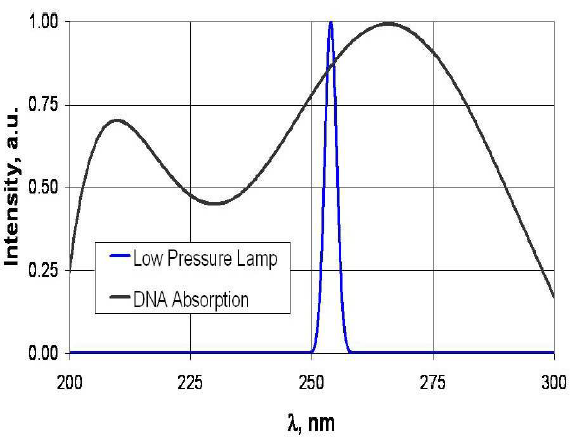 1.00
0.75
0.50
0.25
0.00
Intensity, a.u.
Low Pressure Lamp
DNA Absorption
200 225 250 275 300
λ, nm